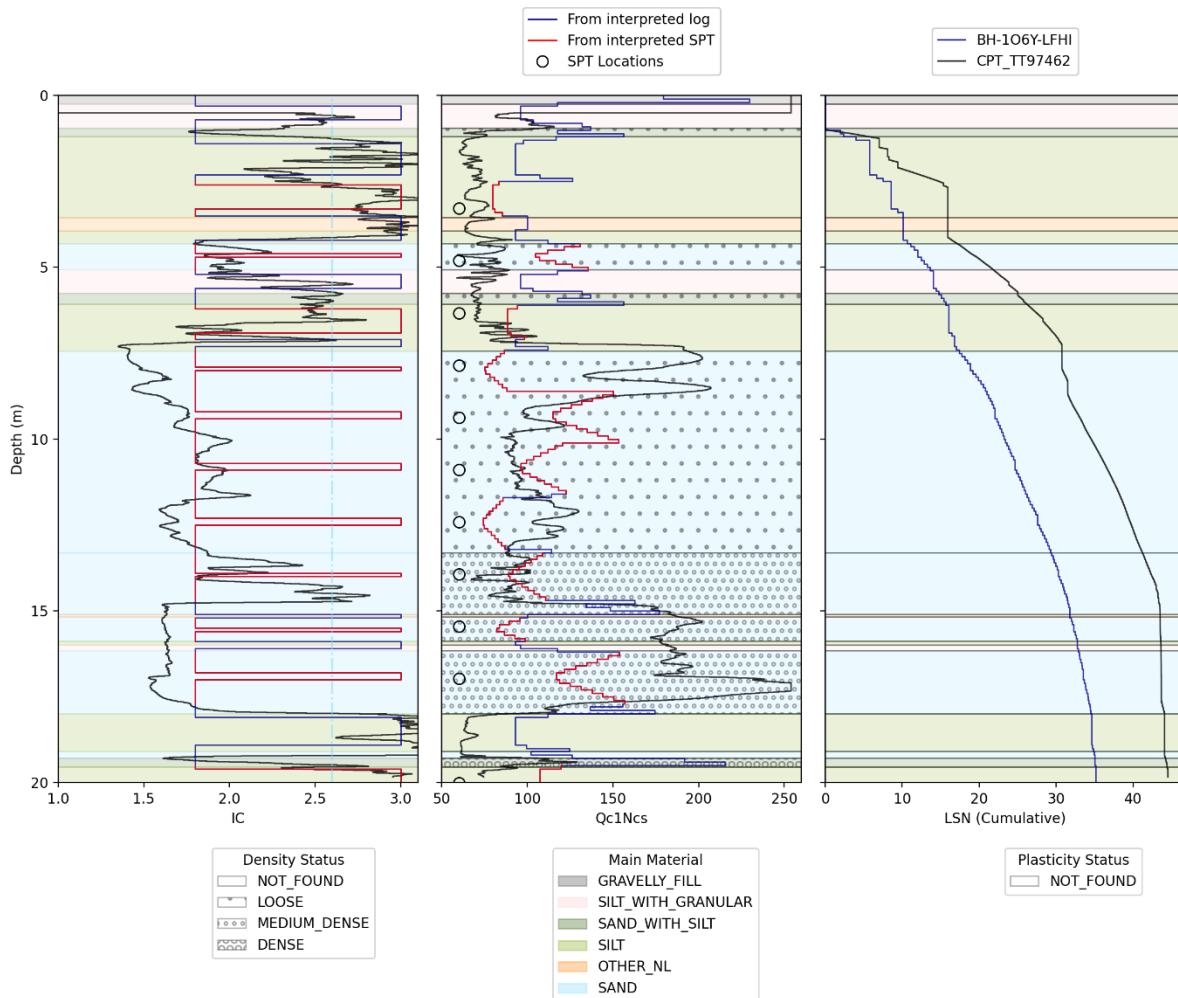 From interpreted log
From interpreted SPT
SPT Locations
BH-1O6Y-LFHI
CPT_TT97462
0
5
10
15
20
Depth (m)
1.0 1.5 2.0 2.5 3.0
IC
50 100 150 200 250
Qc1Ncs
0 10 20 30 40
LSN (Cumulative)
Density Status
NOT_FOUND
LOOSE
MEDIUM_DENSE
DENSE
Main Material
GRAVELLY_FILL
SILT_WITH_GRANULAR
SAND_WITH_SILT
SILT
OTHER_NL
SAND
Plasticity Status
NOT_FOUND